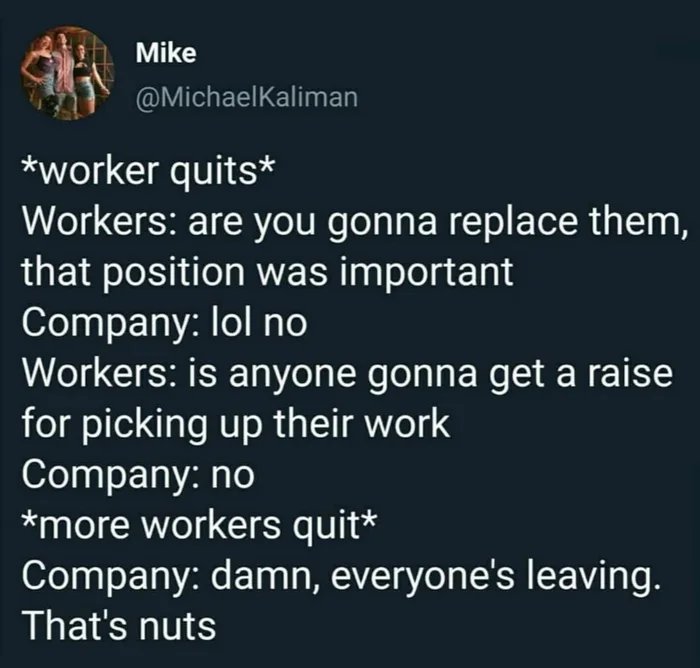 Mike
@MichaelKaliman
*worker quits*
Workers: are you gonna replace them,
that position was important
Company: lol no
Workers: is anyone gonna get a raise
for picking up their work
Company: no
*more workers quit*
Company: damn, everyone's leaving.
That's nuts